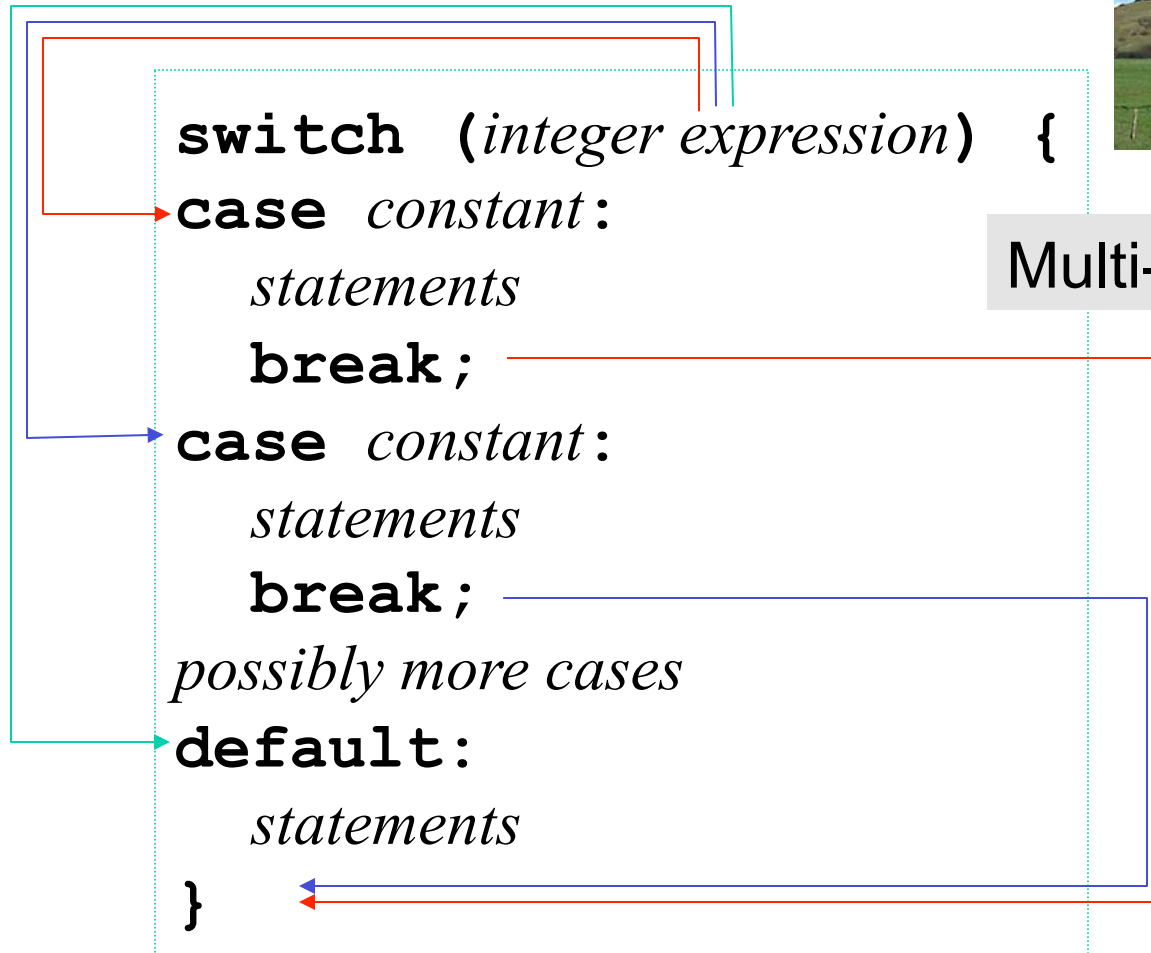 switch (integer expression) {
case constant:
statements
break;
case constant:
statements
break;
possibly more cases
default:
statements
}
Multi-